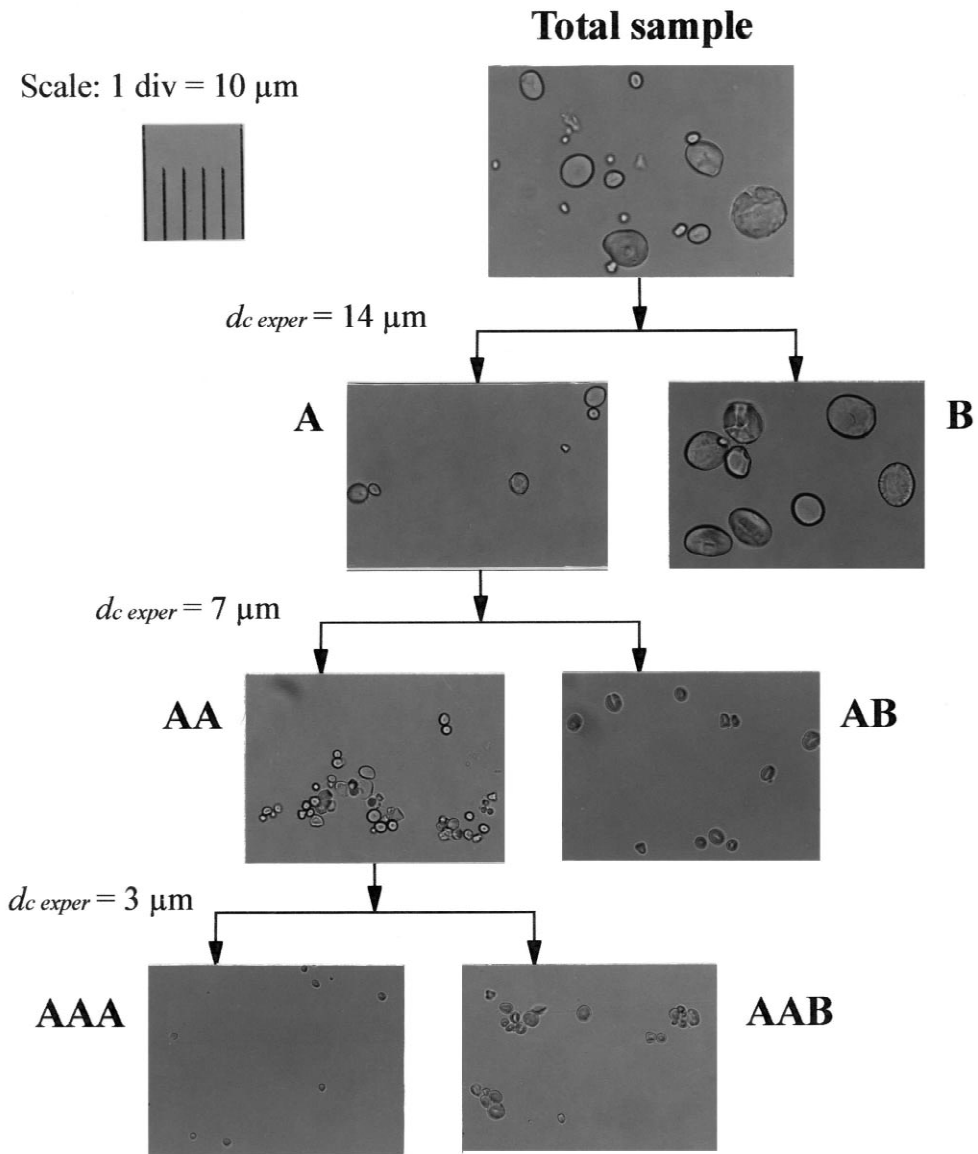 Total sample
Scale: 1 div = 10 µm
dc exper = 14 µm
A
B
dc exper = 7 µm
AA
AB
dc exper = 3 µm
AAA
AAB